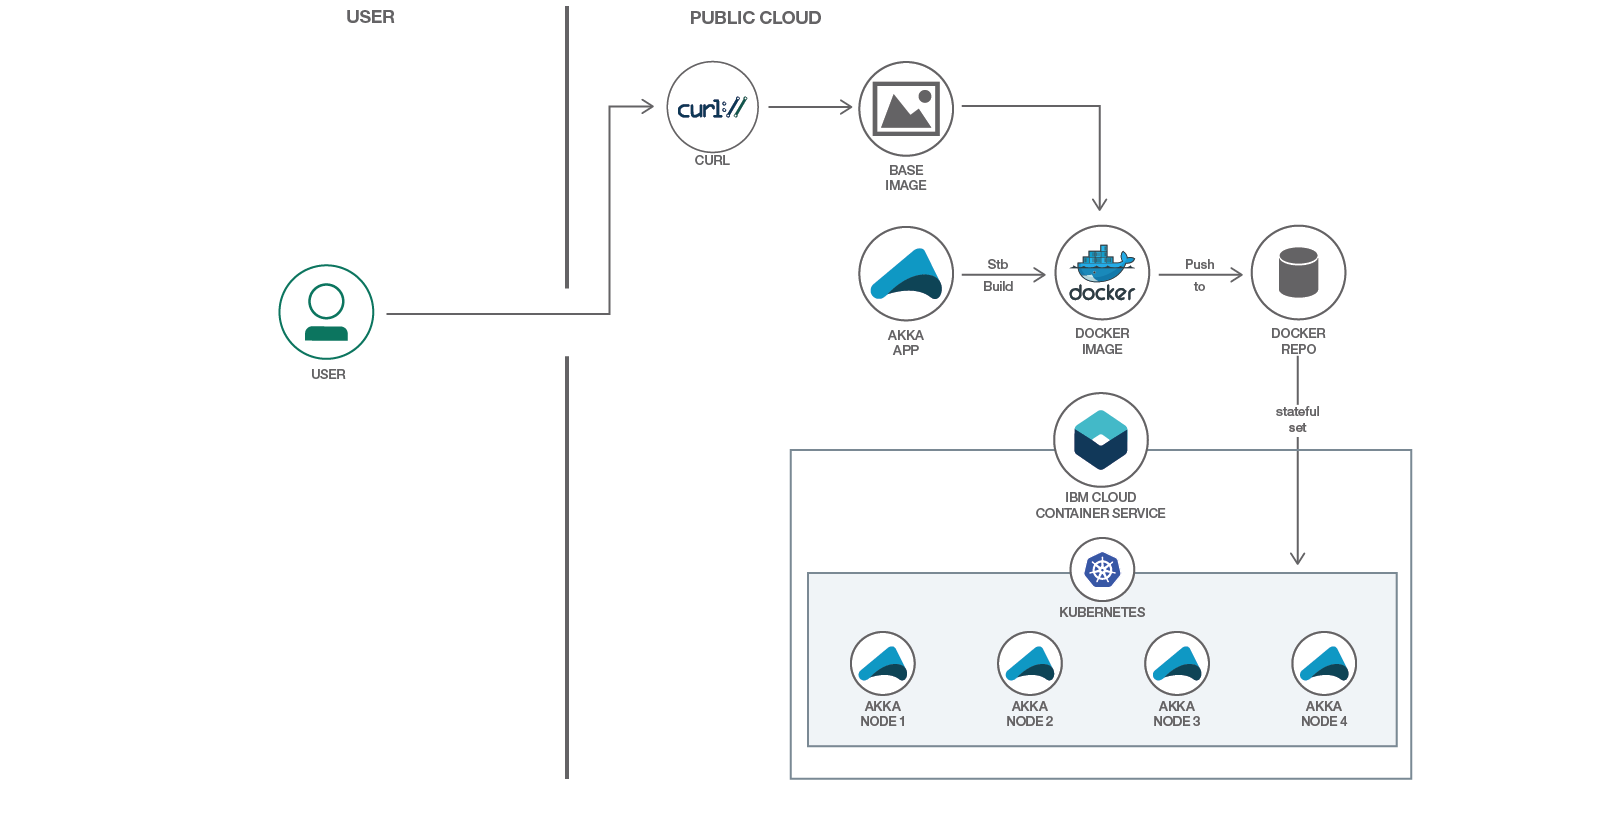 USER
PUBLIC CLOUD
curl://
CURL
BASE
IMAGE
AKKA
APP
Stb
Build
docker
DOCKER
IMAGE
Push
to
DOCKER
REPO
USER
stateful
set
IBM CLOUD
CONTAINER SERVICE
KUBERNETES
AKKA
NODE 1
AKKA
NODE 2
AKKA
NODE 3
AKKA
NODE 4